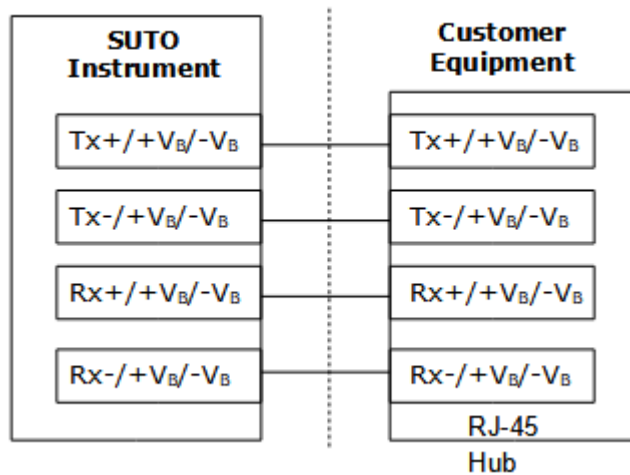 SUTO
Instrument
Customer
Equipment
Tx+/+VB/-VB
Tx+/+VB/-VB
Tx-/+VB/-VB
Tx-/+VB/-VB
Rx+/+VB/-VB
Rx+/+VB/-VB
Rx-/+VB/-VB
Rx-/+VB/-VB
RJ-45
Hub